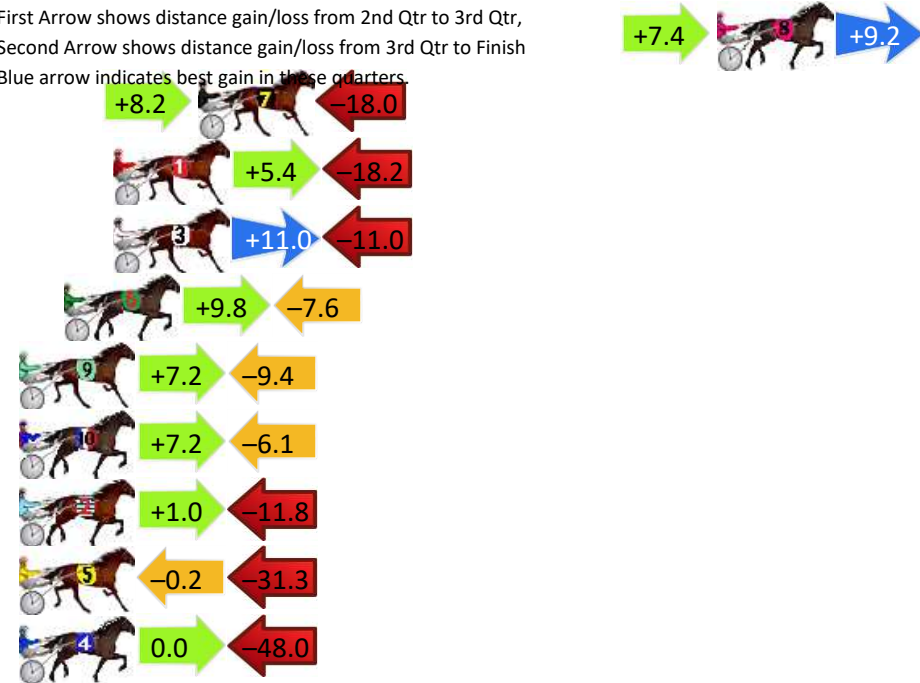 First Arrow shows distance gain/loss from 2nd Qtr to 3rd Qtr,
+7.4 8 +9.2
Second Arrow shows distance gain/loss from 3rd Qtr to Finish
Blue arrow indicates best gain in these quarters.
+8.2 7 –18.0
1 +5.4 –18.2
3 +11.0 –11.0
6 +9.8 –7.6
9 +7.2 –9.4
10 +7.2 –6.1
2 +1.0 –11.8
5 –0.2 –31.3
4 0.0 –48.0